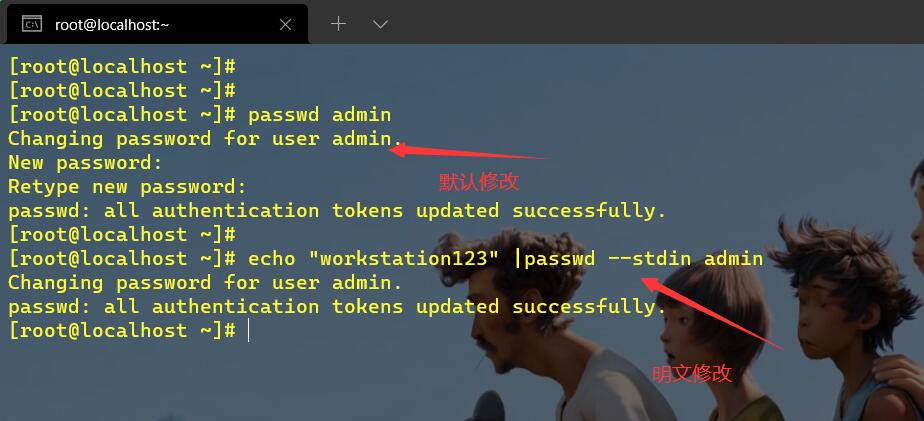 root@localhost:~
[root@localhost ~]#
[root@localhost ~]#
[root@localhost ~]# passwd admin
Changing password for user admin.
New password:
默认修改
Retype new password:
passwd: all authentication tokens updated successfully.
[root@localhost ~]#
[root@localhost ~]# echo "workstation123" |passwd --stdin admin
Changing password for user admin.
passwd: all authentication tokens updated successfully.
[root@localhost ~]#
明文修改